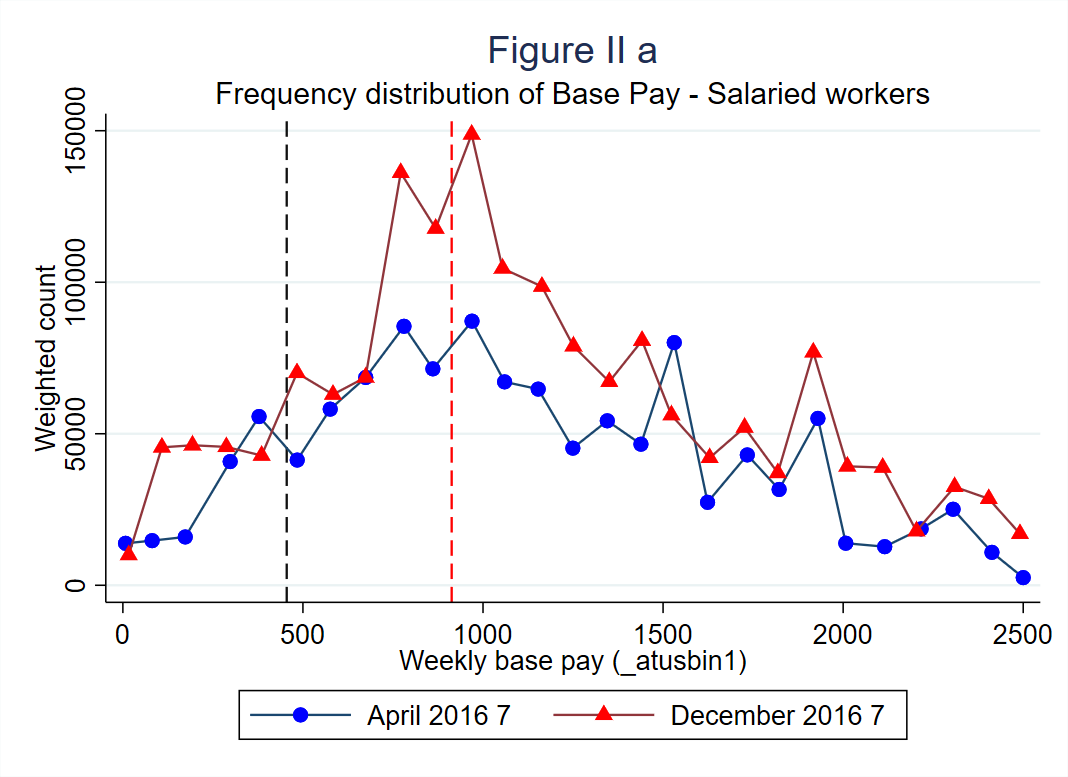 Figure II a
Frequency distribution of Base Pay - Salaried workers
Weighted count
150000
100000
50000
0
0 500 1000 1500 2000 2500
Weekly base pay (_atusbin1)
April 2016 7 December 2016 7